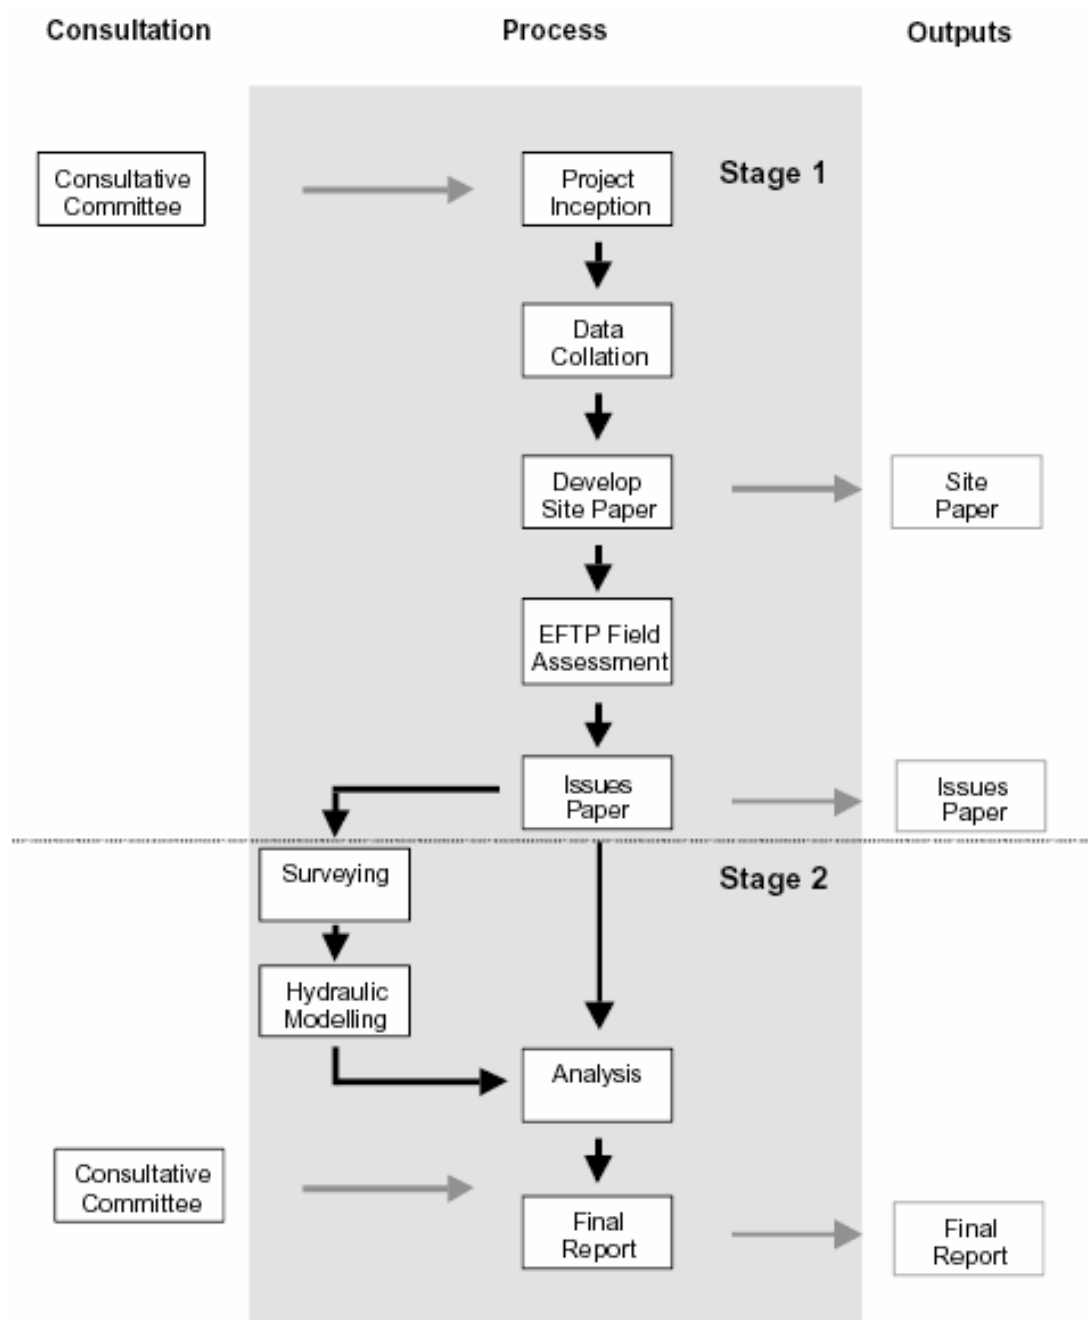 Consultation
Process
Outputs
Stage 1
Consultative
Committee
Project
Inception
Data
Collation
Develop
Site Paper
Site
Paper
EFTP Field
Assessment
Issues
Paper
Issues
Paper
Stage 2
Surveying
Hydraulic
Modelling
Analysis
Consultative
Committee
Final
Report
Final
Report